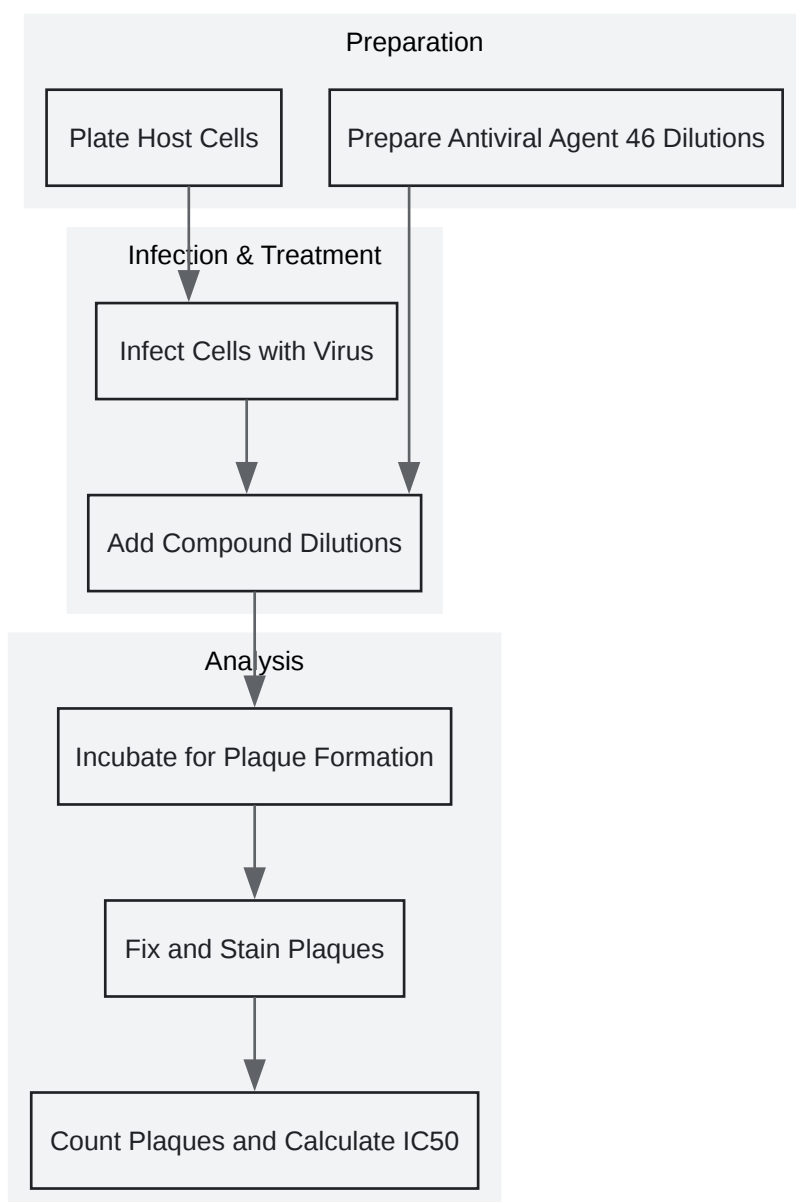 Preparation
Plate Host Cells
Prepare Antiviral Agent 46 Dilutions
Infection & Treatment
Infect Cells with Virus
Add Compound Dilutions
Analysis
Incubate for Plaque Formation
Fix and Stain Plaques
Count Plaques and Calculate IC50